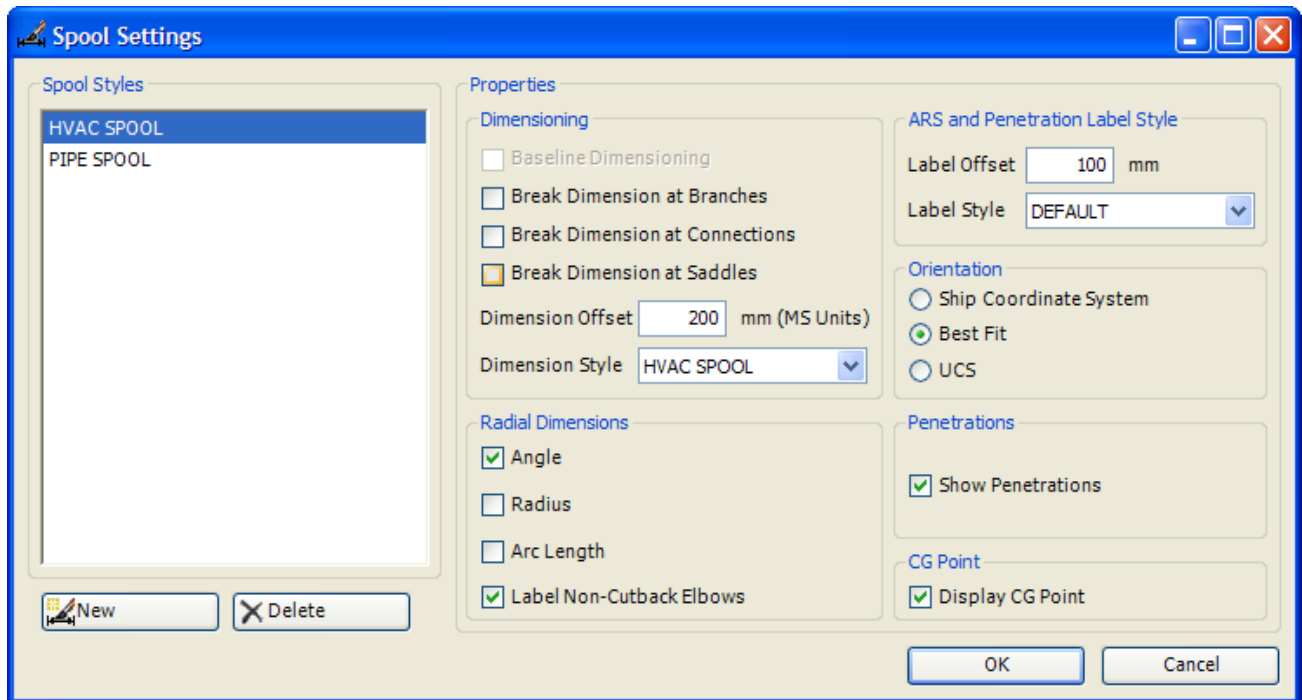 Spool Settings
Spool Styles
HVAC SPOOL
PIPE SPOOL
New
Delete
Properties
Dimensioning
Baseline Dimensioning
Break Dimension at Branches
Break Dimension at Connections
Break Dimension at Saddles
Dimension Offset 200 mm (MS Units)
Dimension Style HVAC SPOOL
Radial Dimensions
Angle
Radius
Arc Length
Label Non-Cutback Elbows
ARS and Penetration Label Style
Label Offset 100 mm
Label Style DEFAULT
Orientation
Ship Coordinate System
Best Fit
UCS
Penetrations
Show Penetrations
CG Point
Display CG Point
OK
Cancel